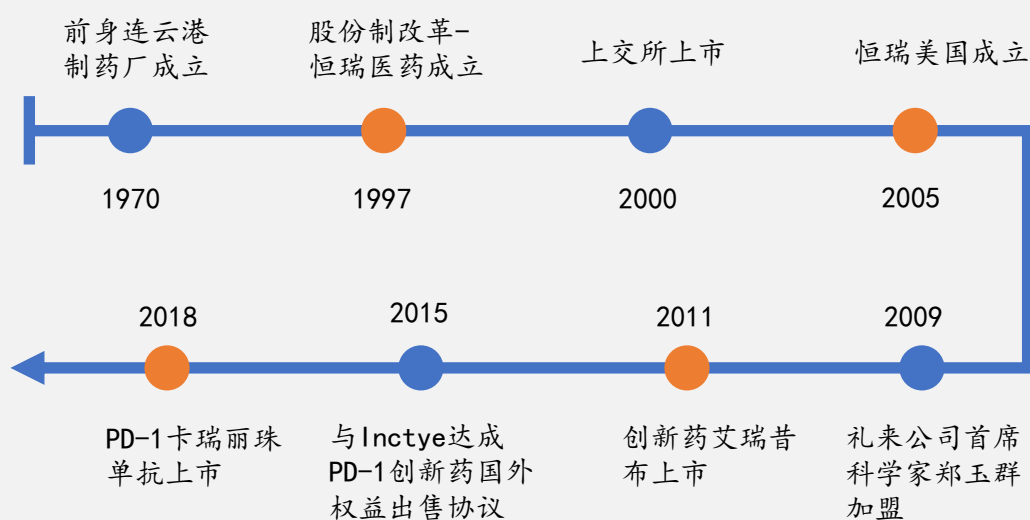 前身连云港
制药厂成立
股份制改革-
恒瑞医药成立
上交所上市
恒瑞美国成立
1970
1997
2000
2005
2018
2015
2011
2009
PD-1卡瑞丽珠
单抗上市
与Inctye达成
PD-1创新药国外
权益出售协议
创新药艾瑞昔
布上市
礼来公司首席
科学家郑玉群
加盟